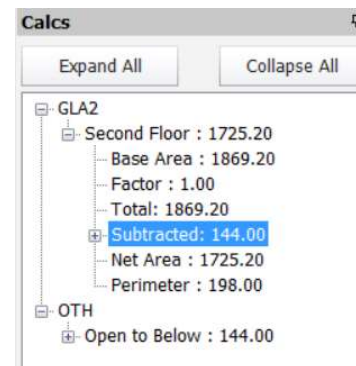 Calcs
Expand All Collapse All
GLA2
Second Floor : 1725.20
Base Area : 1869.20
Factor : 1.00
Total: 1869.20
Subtracted: 144.00
Net Area : 1725.20
Perimeter : 198.00
OTH
Open to Below : 144.00